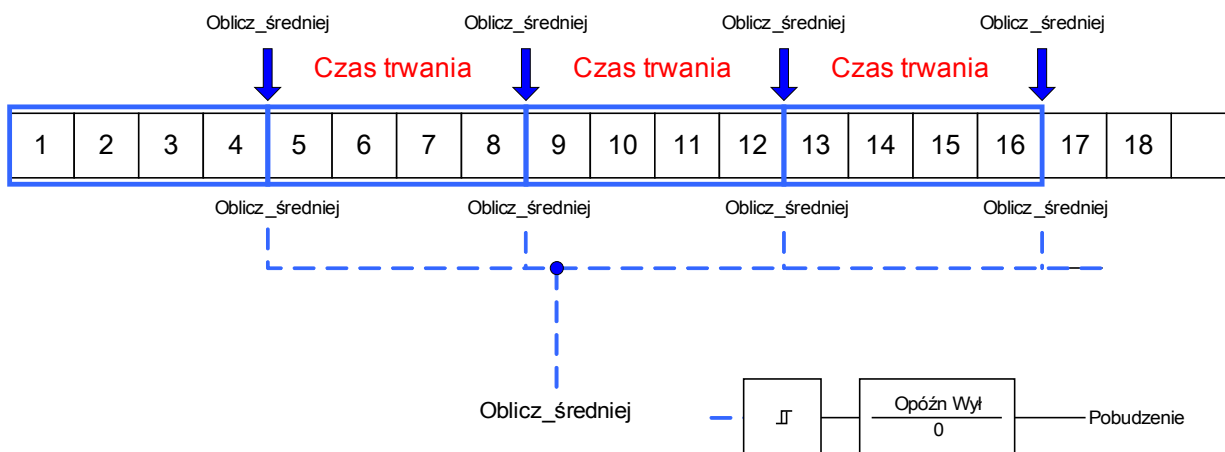 Oblicz_średniej Oblicz_średniej Oblicz_średniej Oblicz_średniej
Czas trwania Czas trwania Czas trwania
1 2 3 4 5 6 7 8 9 10 11 12 13 14 15 16 17 18
Oblicz_średniej Oblicz_średniej Oblicz_średniej Oblicz_średniej
Oblicz_średniej
Opóźn Wył
0
Pobudzenie